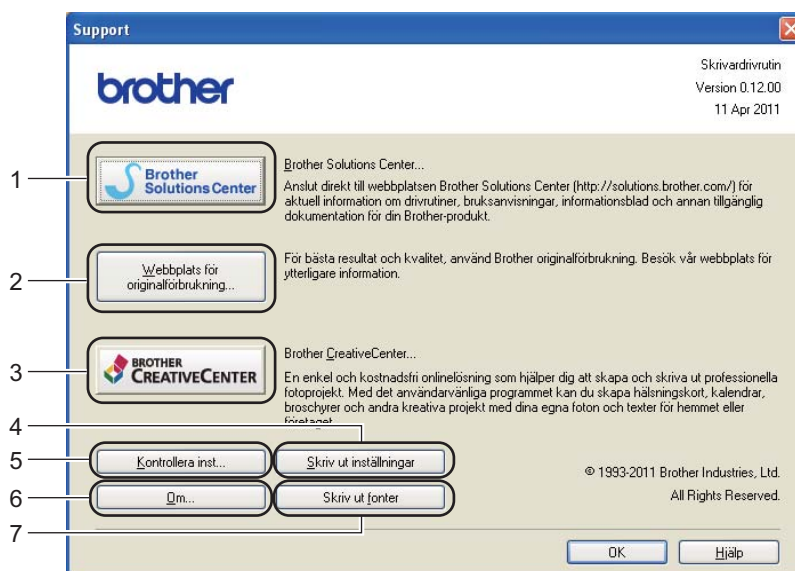 Support
brother
Skrivardrivrutin
Version 0.12.00
11 Apr 2011
1
Brother
Solutions Center
Brother Solutions Center...
Anslut direkt till webbplatsen Brother Solutions Center (http://solutions.brother.com/) för
aktuell information om drivrutiner, bruksanvisningar, informationsblad och annan tillgänglig
dokumentation för din Brother-produkt.
2
Webbplats för
originalförbrukning...
För bästa resultat och kvalitet, använd Brother originalförbrukning. Besök vår webbplats för
ytterligare information.
3
BROTHER
CREATIVECENTER
Brother CreativeCenter...
En enkel och kostnadsfri onlinelösning som hjälper dig att skapa och skriva ut professionella
fotoprojekt. Med det användarvänliga programmet kan du skapa hälsningskort, kalendrar,
broschyrer och andra kreativa projekt med dina egna foton och texter för hemmet eller
företaget.
4
5
Kontrollera inst...
Skriv ut inställningar
6
Om...
Skriv ut fonter
7
© 1993-2011 Brother Industries, Ltd.
All Rights Reserved.
OK
Hjälp